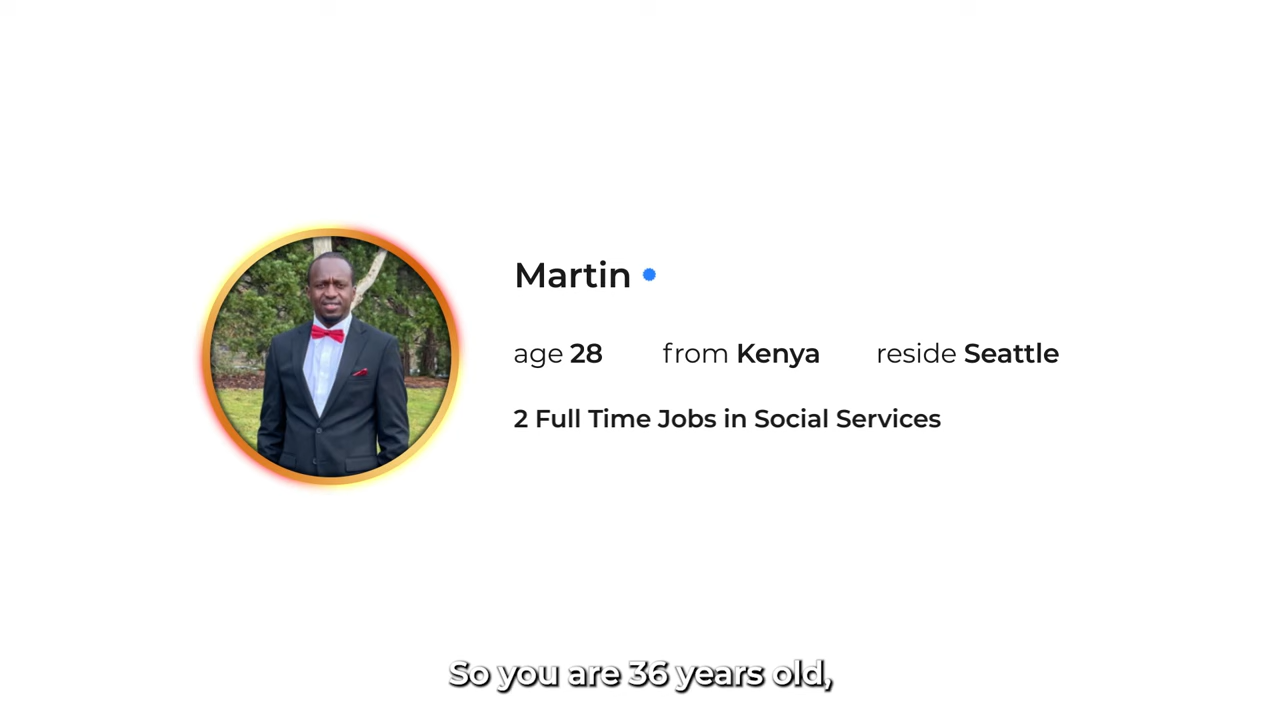 Martin
age 28 from Kenya reside Seattle
2 Full Time Jobs in Social Services
So you are 36 years old,